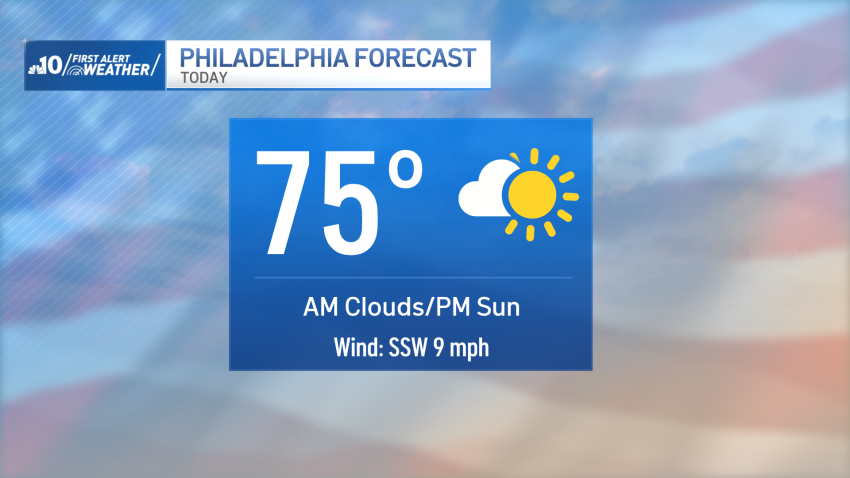 10 FIRST ALERT
WEATHER
PHILADELPHIA FORECAST
TODAY
75°
AM Clouds/PM Sun
Wind: SSW 9 mph